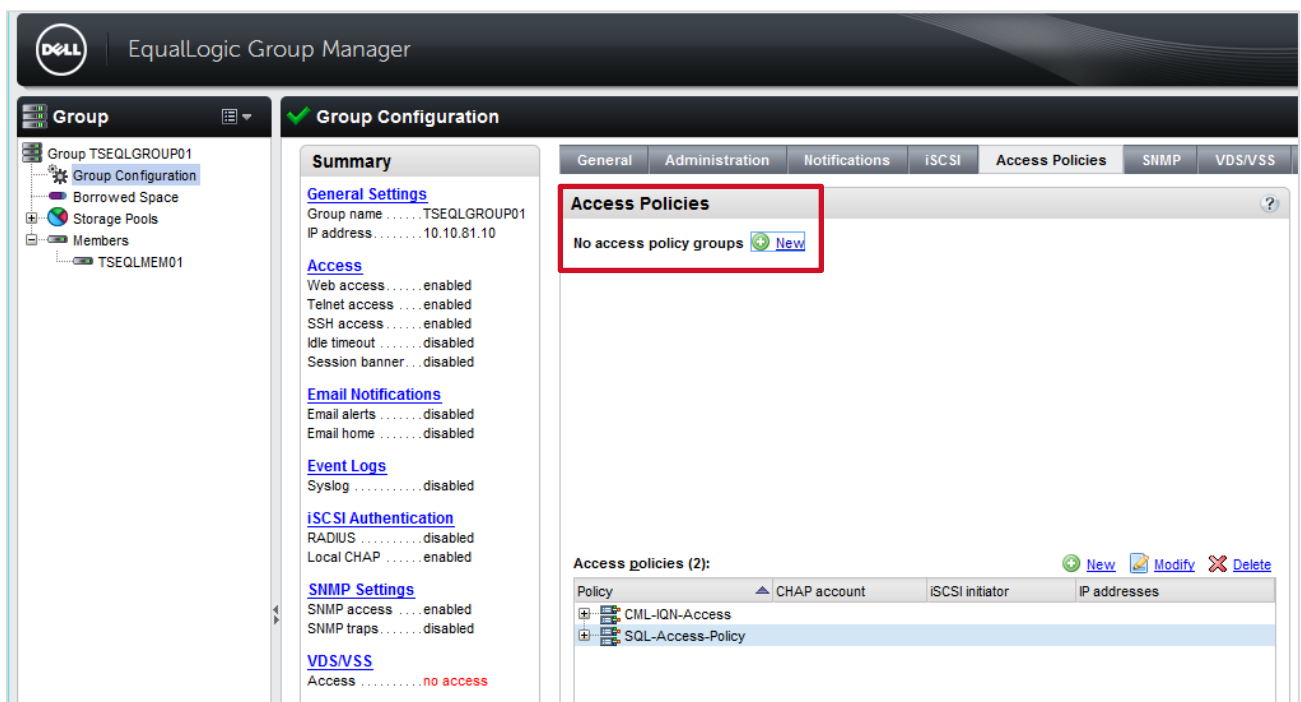 DELL
EqualLogic Group Manager
Group
Group TSEQLGROUP01
Group Configuration
Borrowed Space
Storage Pools
Members
TSEQLMEM01
Group Configuration
Summary
General Settings
Group name ......TSEQLGROUP01
IP address........10.10.81.10
Access
Web access......enabled
Telnet access ....enabled
SSH access......enabled
Idle timeout .......disabled
Session banner...disabled
Email Notifications
Email alerts .......disabled
Email home .......disabled
Event Logs
Syslog ...........disabled
iSCSI Authentication
RADIUS ..........disabled
Local CHAP ......enabled
SNMP Settings
SNMP access ....enabled
SNMP traps.......disabled
VDS/VSS
Access ..........no access
General Administration Notifications iSCSI Access Policies SNMP VDS/VSS
Access Policies ?
No access policy groups New
Access policies (2): New Modify Delete
Policy CHAP account iSCSI initiator IP addresses
CML-IQN-Access
SQL-Access-Policy